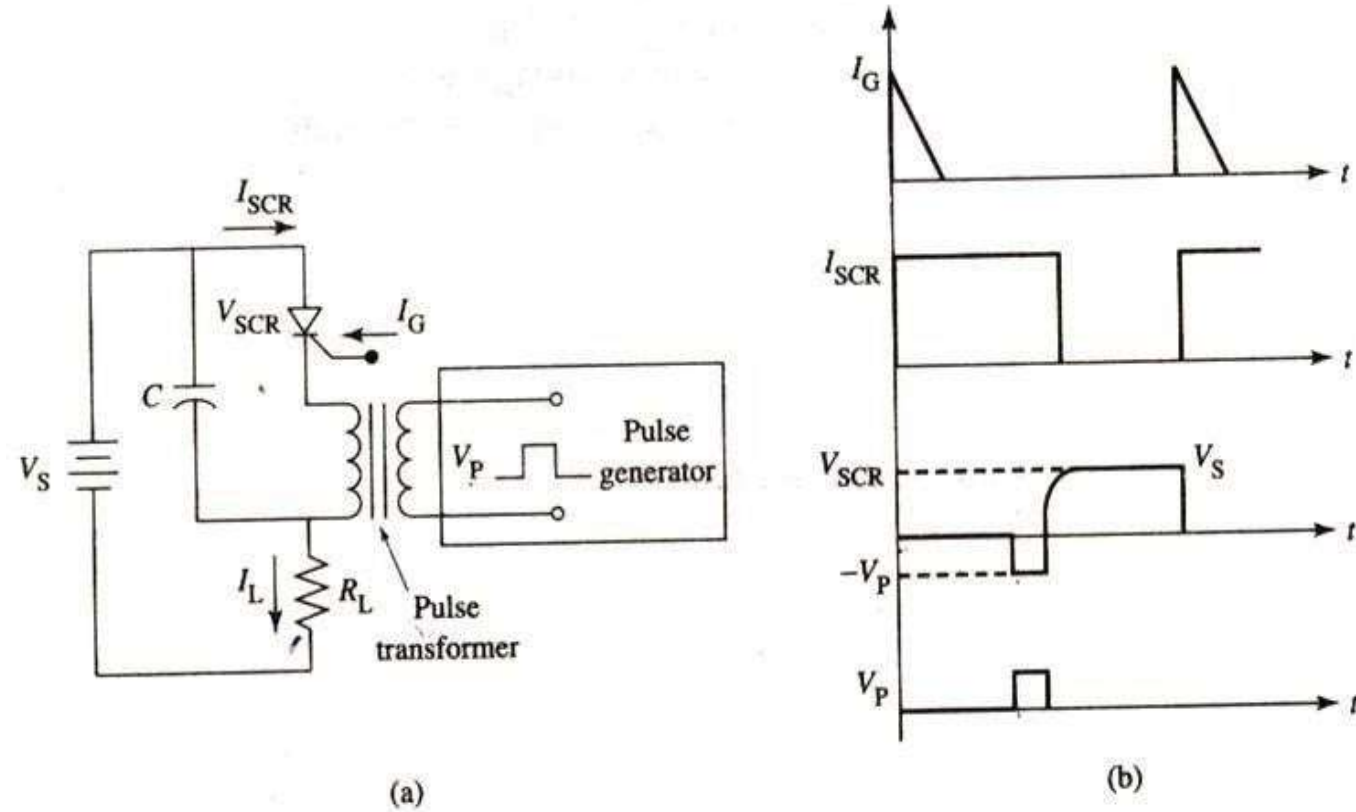 I_SCR
V_SCR
I_G
C
V_S
V_P
Pulse
generator
I_L
R_L
Pulse
transformer
(a)
I_G
t
I_SCR
t
V_SCR
V_S
t
−V_P
V_P
t
(b)